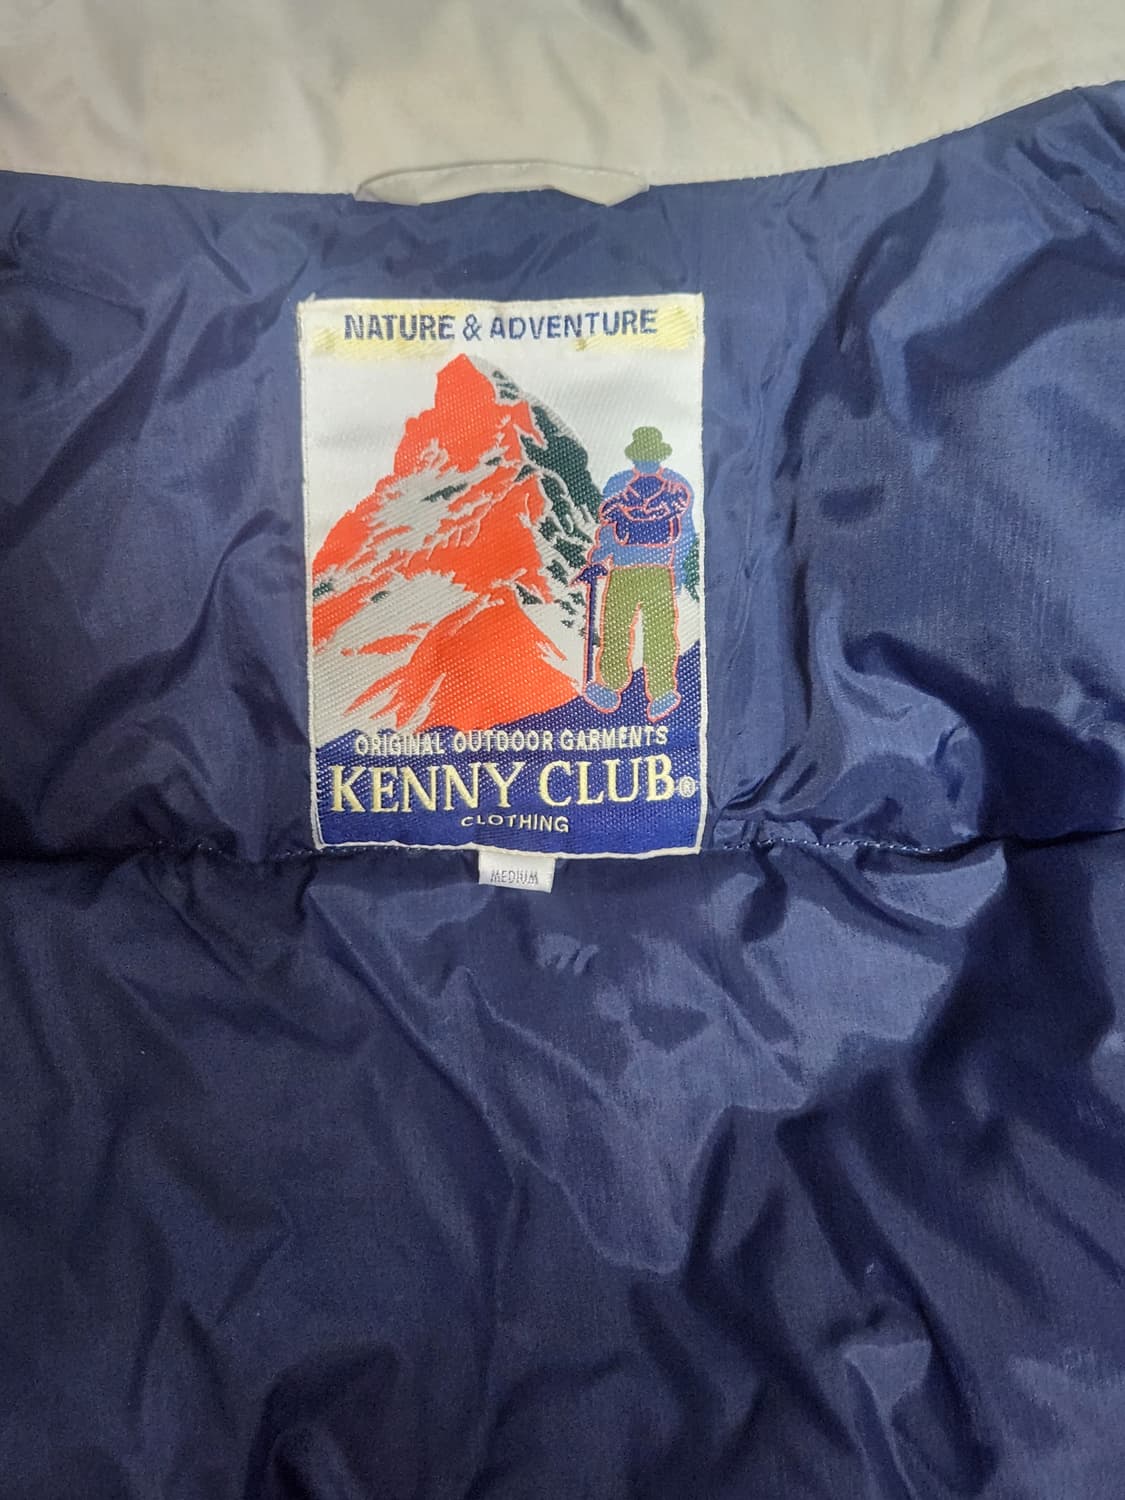 NATURE & ADVENTURE
ORIGINAL OUTDOOR GARMENTS
KENNY CLUB®
CLOTHING
MEDIUM